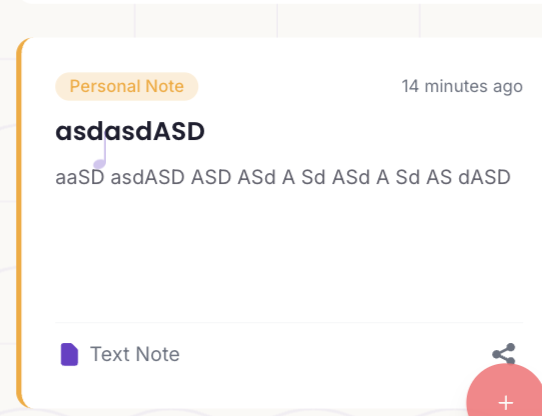 Personal Note
14 minutes ago
asdasdASD
aaSD asdASD ASD ASd A Sd ASd A Sd AS dASD
Text Note
+